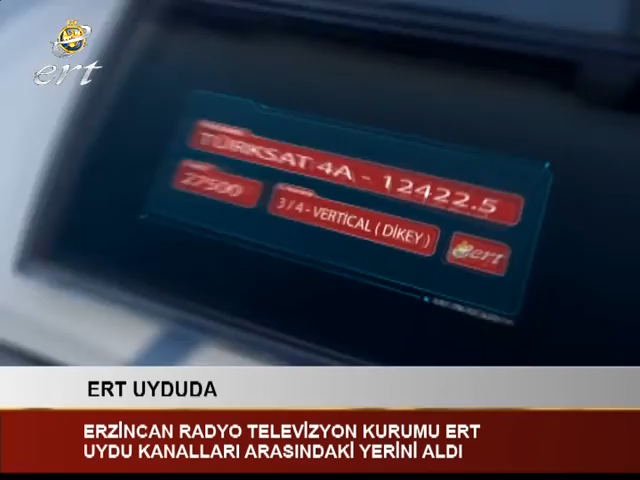 ert
TÜRKSAT 4A - 12422.5
27500
3 / 4 - VERTICAL ( DİKEY )
ert
ERT UYDUDA
ERZİNCAN RADYO TELEVİZYON KURUMU ERT
UYDU KANALLARI ARASINDAKİ YERİNİ ALDI